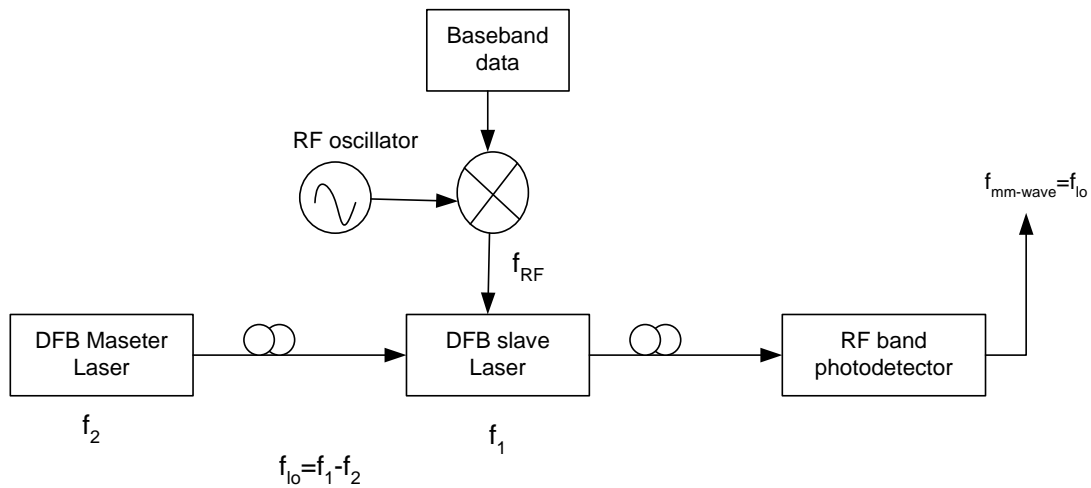 Baseband
data
RF oscillator
f_mm-wave=f_lo
f_RF
DFB Maseter
Laser
DFB slave
Laser
RF band
photodetector
f_2
f_1
f_lo=f_1-f_2